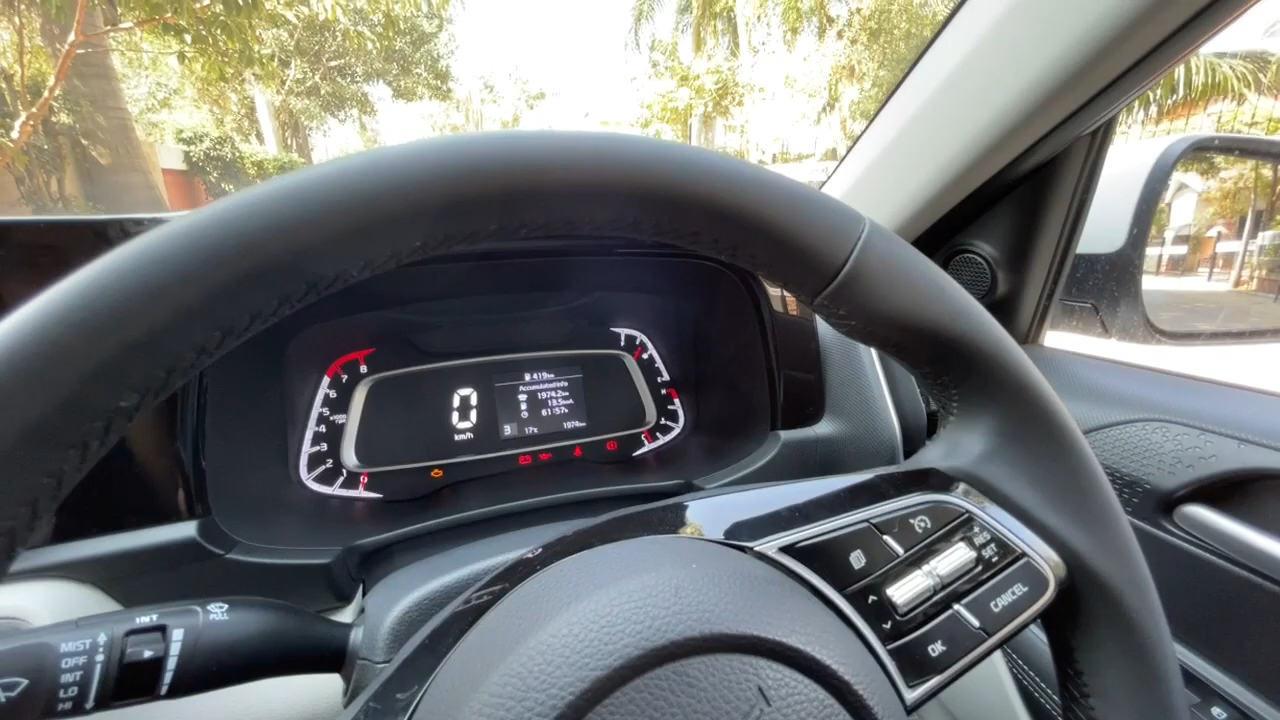 8
7
6
5
x1000
rpm
4
3
2
1
0
0
km/h
419km
Accumulated Info
1974.2km
13.5km/L
61:57h
3
17°c
1974km
H
INT
PULL
MIST
OFF
INT
LO
HI
RES
SET
CANCEL
OK